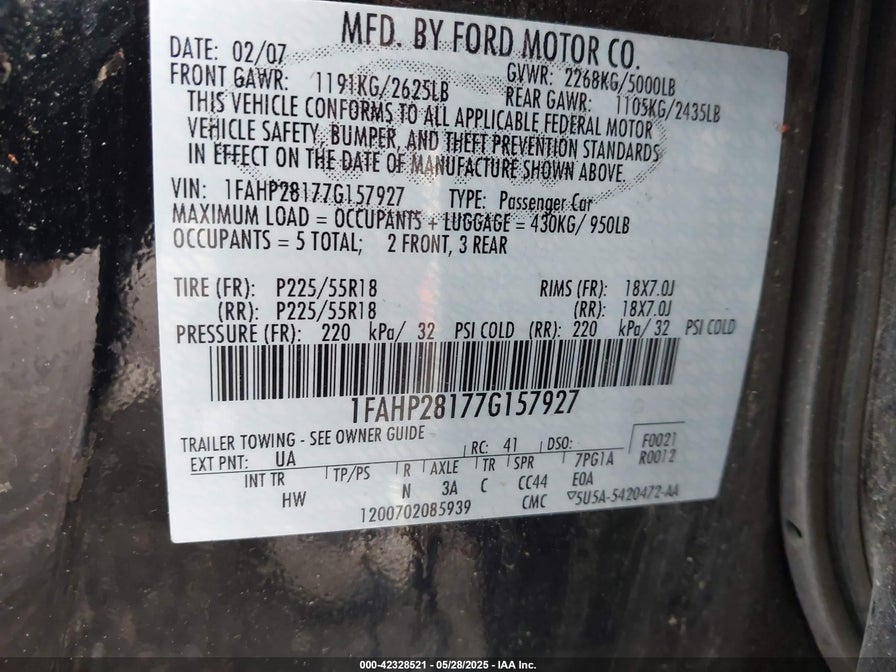 MFD. BY FORD MOTOR CO.
DATE: 02/07 GVWR: 2268KG/5000LB
FRONT GAWR: 1191KG/2625LB REAR GAWR: 1105KG/2435LB
THIS VEHICLE CONFORMS TO ALL APPLICABLE FEDERAL MOTOR
VEHICLE SAFETY, BUMPER, AND THEFT PREVENTION STANDARDS
IN EFFECT ON THE DATE OF MANUFACTURE SHOWN ABOVE.
VIN: 1FAHP28177G157927 TYPE: Passenger Car
MAXIMUM LOAD = OCCUPANTS + LUGGAGE = 430KG/ 950LB
OCCUPANTS = 5 TOTAL; 2 FRONT, 3 REAR
TIRE (FR): P225/55R18 RIMS (FR): 18X7.0J
(RR): P225/55R18 (RR): 18X7.0J
PRESSURE (FR): 220 kPa/ 32 PSI COLD (RR): 220 kPa/ 32 PSI COLD
1FAHP28177G157927
TRAILER TOWING - SEE OWNER GUIDE
EXT PNT: UA RC: 41 DSO: F0021
INT TR TP/PS R AXLE TR SPR 7PG1A R0012
HW N 3A C CC44 E0A
1200702085939 CMC ▽5U5A-5420472-AA
000-42328521 - 05/28/2025 - IAA Inc.